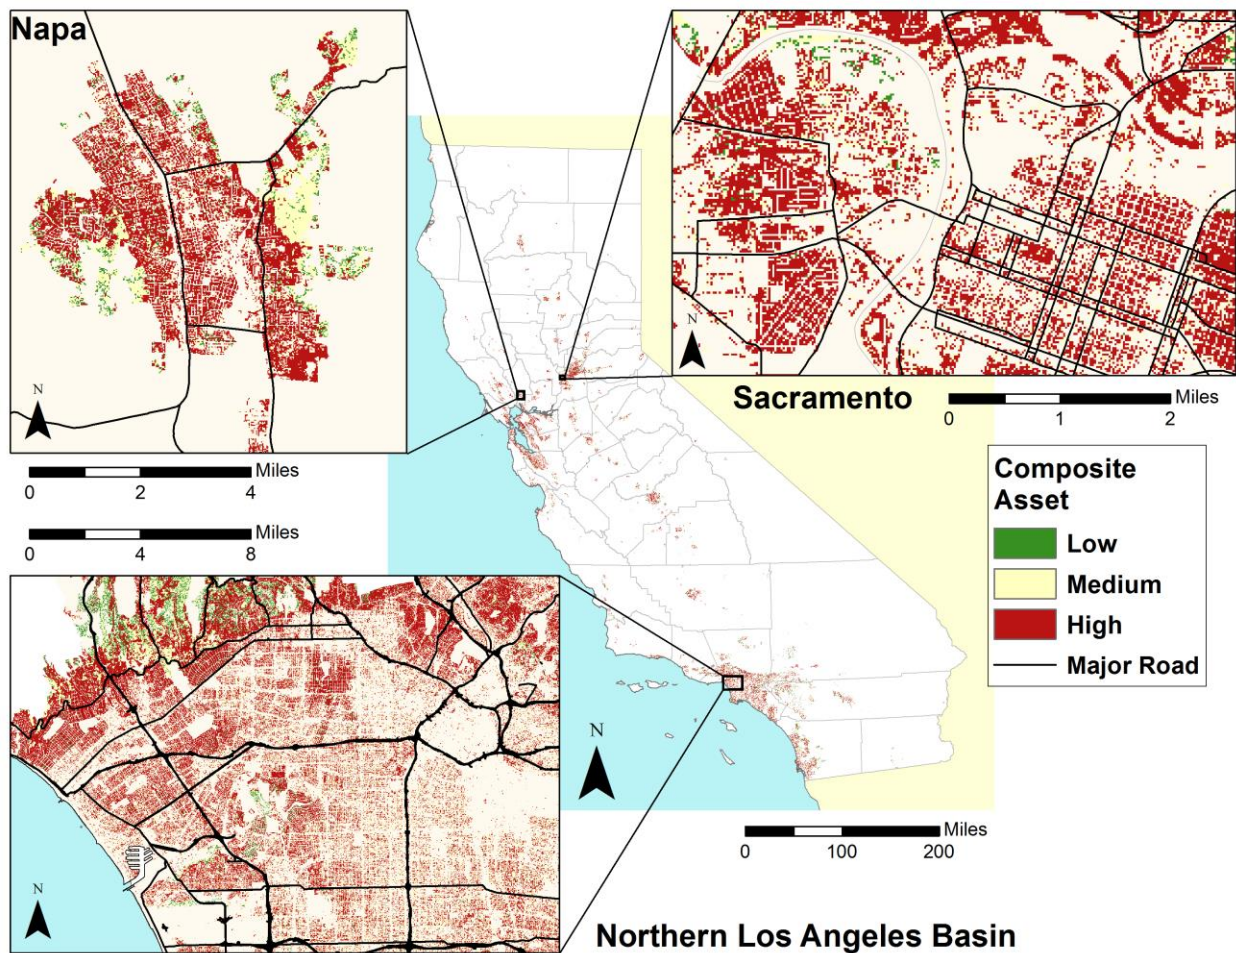 Napa
N
Miles
0 2 4
Miles
0 4 8
N
Sacramento
Miles
0 1 2
Composite
Asset
Low
Medium
High
Major Road
N
N
Miles
0 100 200
Northern Los Angeles Basin